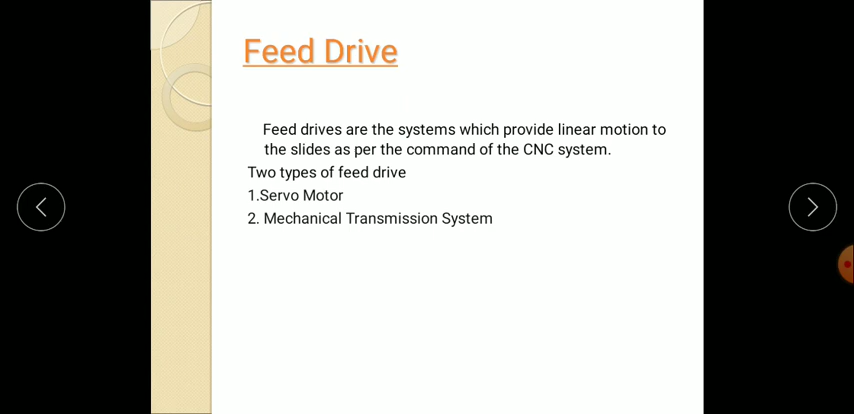 Feed Drive
Feed drives are the systems which provide linear motion to
the slides as per the command of the CNC system.
Two types of feed drive
1.Servo Motor
2. Mechanical Transmission System